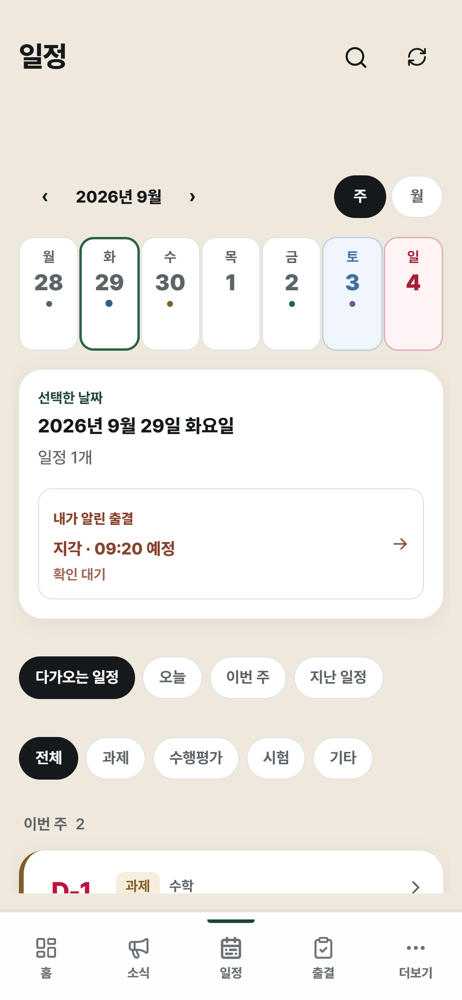 일정
‹ 2026년 9월 › 주 월
월 화 수 목 금 토 일
28 29 30 1 2 3 4
선택한 날짜
2026년 9월 29일 화요일
일정 1개
내가 알린 출결
지각 · 09:20 예정 →
확인 대기
다가오는 일정 오늘 이번 주 지난 일정
전체 과제 수행평가 시험 기타
이번 주 2
D-1 과제 수학
홈 소식 일정 출결 더보기